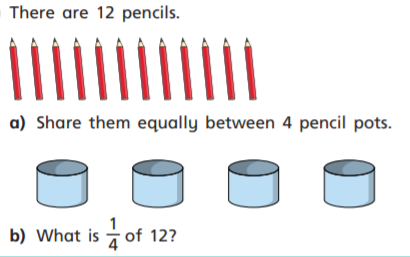 There are 12 pencils.
a) Share them equally between 4 pencil pots.
b) What is 1/4 of 12?